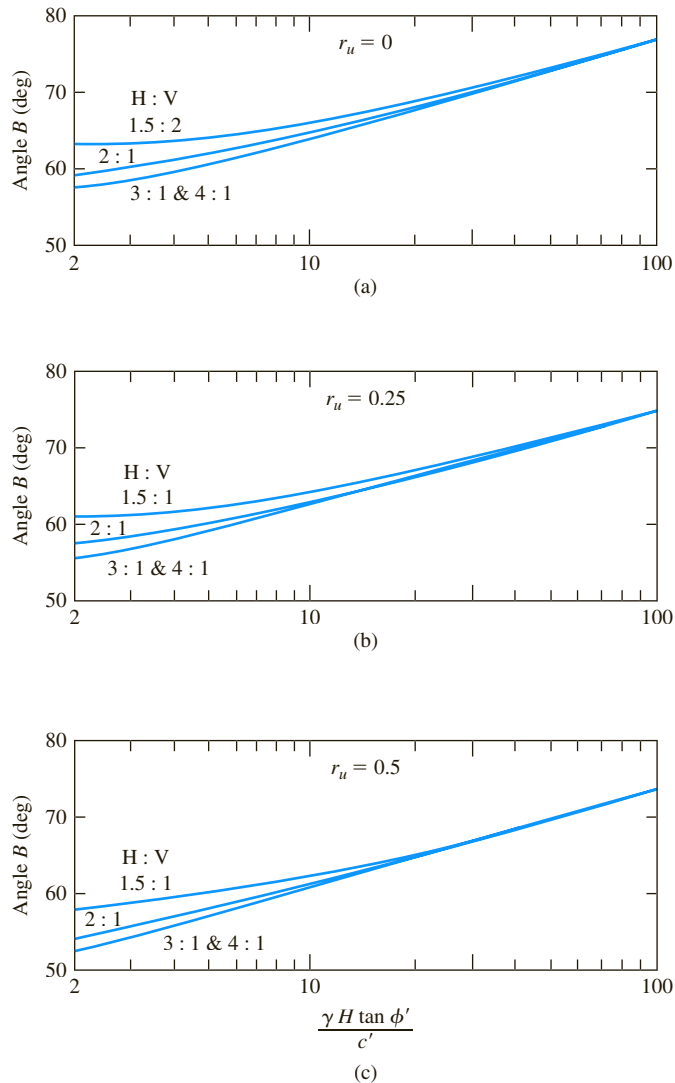 80
r_u = 0
70
H : V
1.5 : 2
2 : 1
60
3 : 1 & 4 : 1
50
2
10
100
Angle B (deg)
(a)
80
r_u = 0.25
70
H : V
1.5 : 1
2 : 1
60
3 : 1 & 4 : 1
50
2
10
100
Angle B (deg)
(b)
80
r_u = 0.5
70
H : V
1.5 : 1
60
2 : 1
3 : 1 & 4 : 1
50
2
10
100
Angle B (deg)
γ H tan ϕ′
c′
(c)